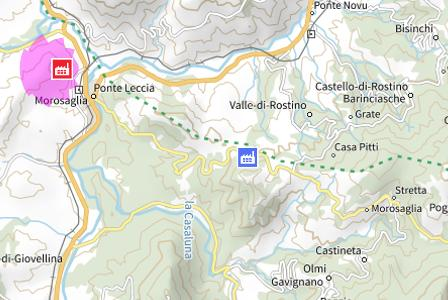 Ponte Novu
Bisinchi
Ponte Leccia
Morosaglia
Castello-di-Rostino
Barinciasche
Valle-di-Rostino
Grate
Casa Pitti
Stretta
Morosaglia
Pog
la Casaluna
Castineta
di-Giovellina
Olmi
Gavignano